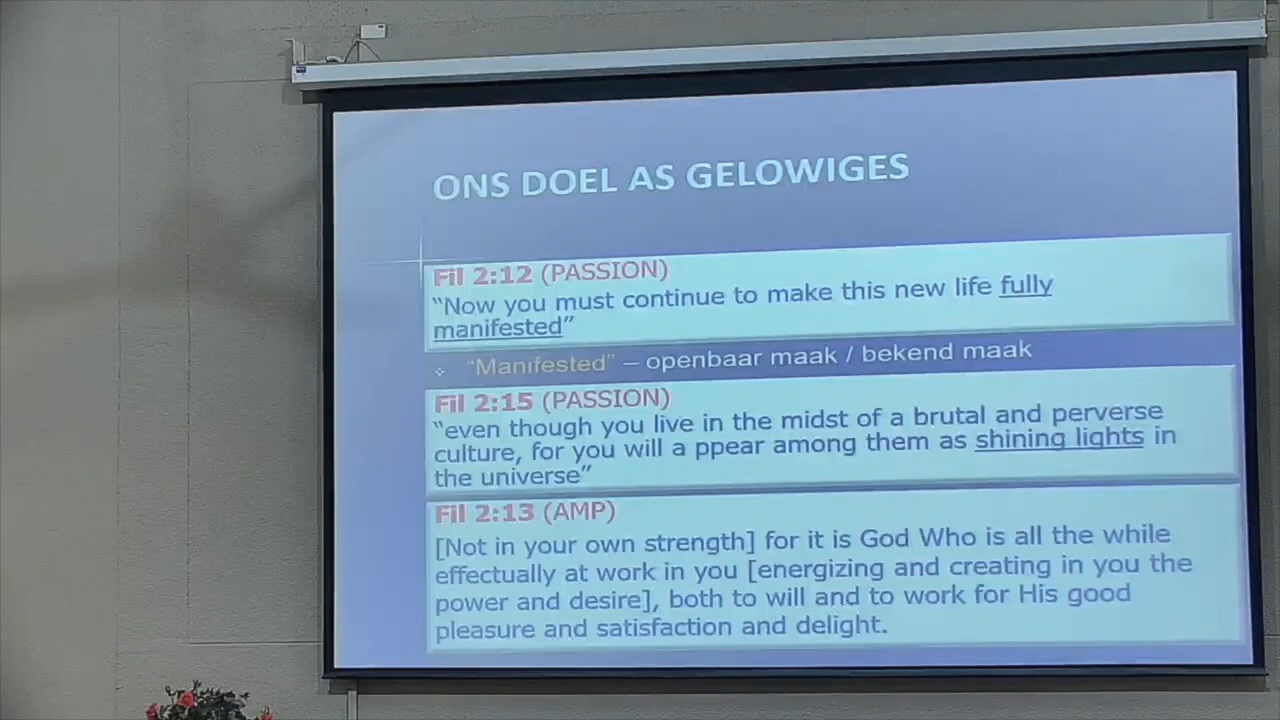 ONS DOEL AS GELOWIGES
Fil 2:12 (PASSION)
“Now you must continue to make this new life fully
manifested”
“Manifested” – openbaar maak / bekend maak
Fil 2:15 (PASSION)
“even though you live in the midst of a brutal and perverse
culture, for you will a ppear among them as shining lights in
the universe”
Fil 2:13 (AMP)
[Not in your own strength] for it is God Who is all the while
effectually at work in you [energizing and creating in you the
power and desire], both to will and to work for His good
pleasure and satisfaction and delight.